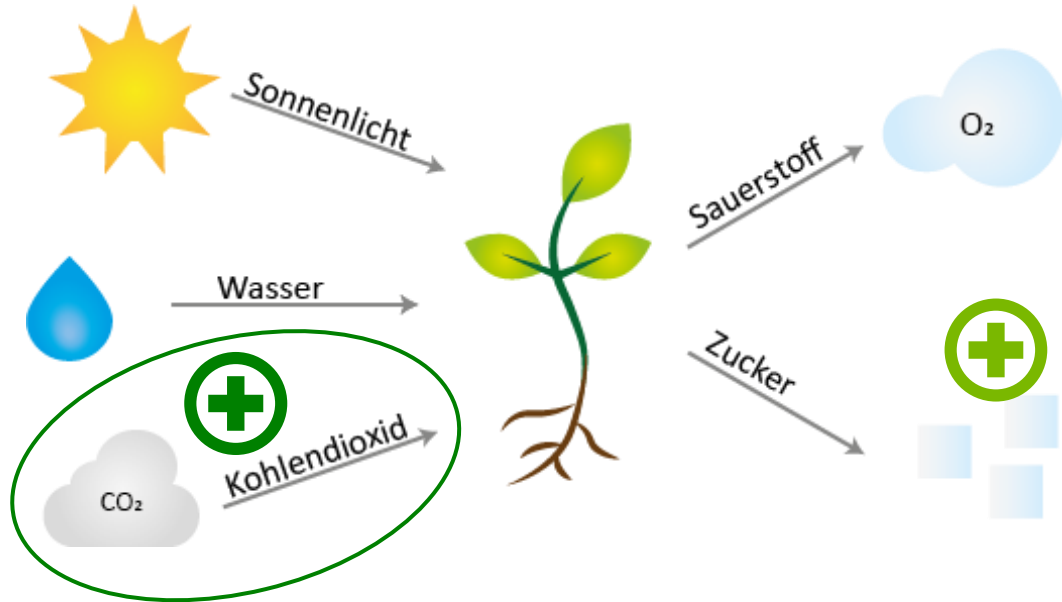 Sonnenlicht
Wasser
CO₂
Kohlendioxid
Sauerstoff
O₂
Zucker